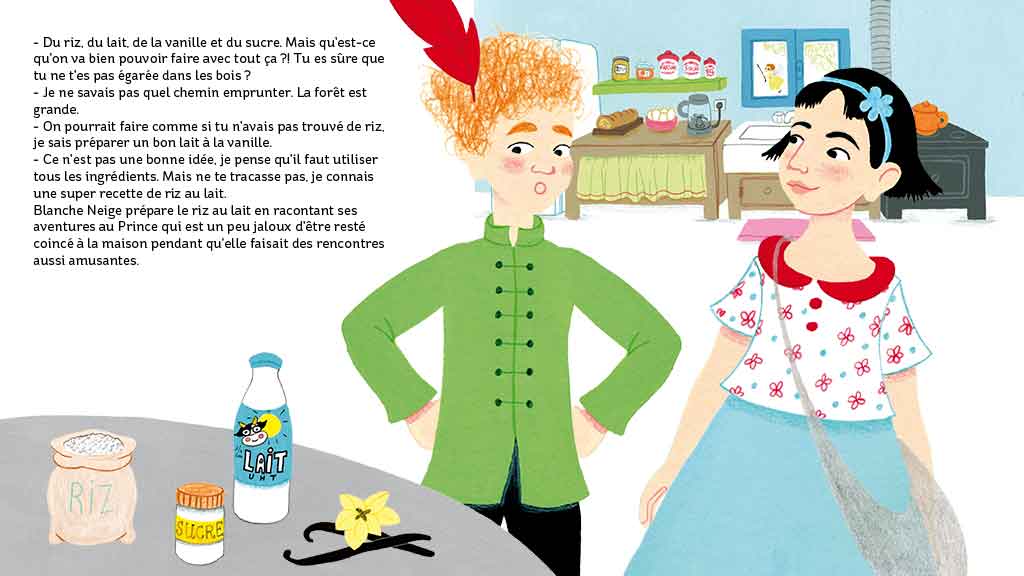 - Du riz, du lait, de la vanille et du sucre. Mais qu'est-ce
qu'on va bien pouvoir faire avec tout ça ?! Tu es sûre que
tu ne t'es pas égarée dans les bois ?
- Je ne savais pas quel chemin emprunter. La forêt est
grande.
- On pourrait faire comme si tu n'avais pas trouvé de riz,
je sais préparer un bon lait à la vanille.
- Ce n'est pas une bonne idée, je pense qu'il faut utiliser
tous les ingrédients. Mais ne te tracasse pas, je connais
une super recette de riz au lait.
Blanche Neige prépare le riz au lait en racontant ses
aventures au Prince qui est un peu jaloux d'être resté
coincé à la maison pendant qu'elle faisait des rencontres
aussi amusantes.
LAIT
UHT
RIZ
SUCRE